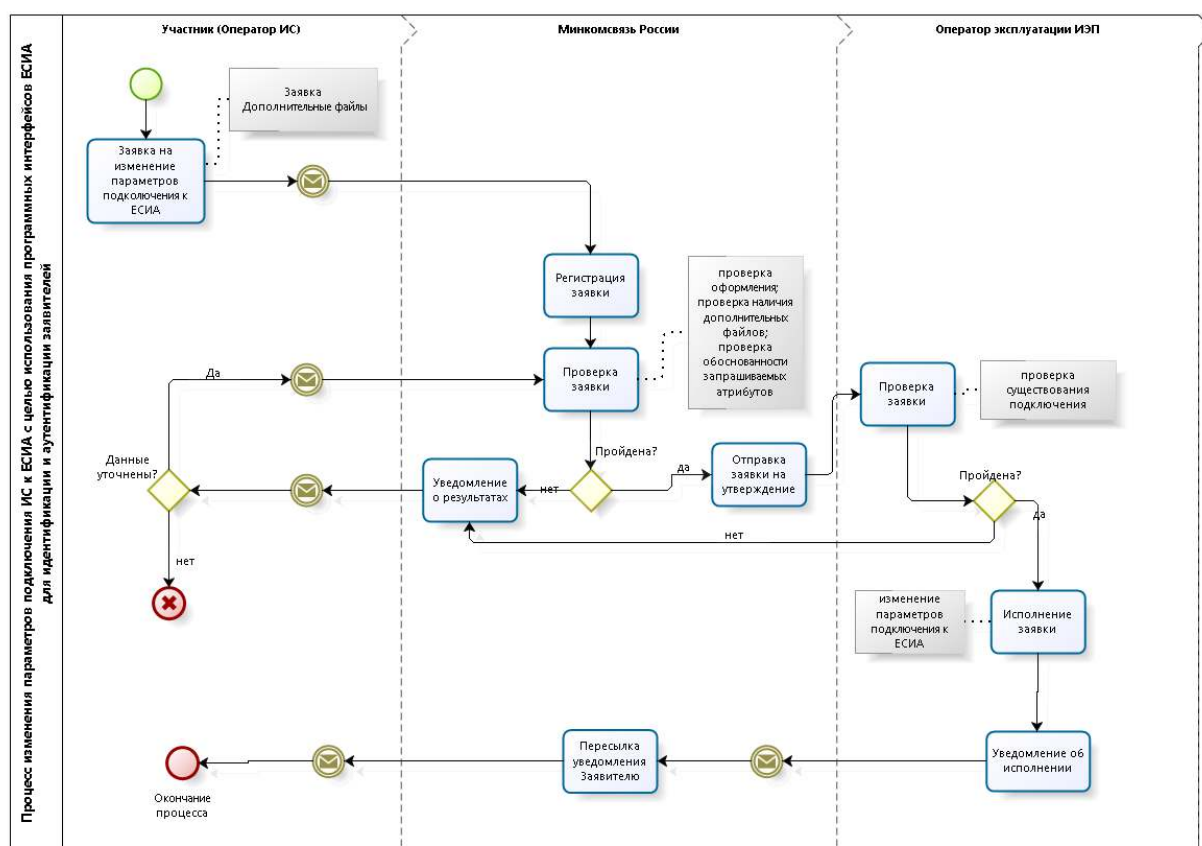 Процесс изменения параметров подключения ИС к ЕСИА с целью использования программных интерфейсов ЕСИА
для идентификации и аутентификации заявителей
Участник (Оператор ИС)
Минкомсвязь России
Оператор эксплуатации ИЭП
Заявка
Дополнительные файлы
Заявка на
изменение
параметров
подколючения к
ЕСИА
Регистрация
заявки
проверка
оформления;
проверка наличия
дополнительных
файлов;
проверка
обоснованности
запрашиваемых
атрибутов
Да
Проверка
заявки
Проверка
заявки
проверка
существования
подключения
Данные
уточнены?
Уведомление
о результатах
нет
Пройдена?
да
Отправка
заявки на
утверждение
Пройдена?
да
нет
нет
изменение
параметров
подключения к
ЕСИА
Исполнение
заявки
Пересылка
уведомления
Заявителю
Уведомление об
исполнении
Окончание
процесса